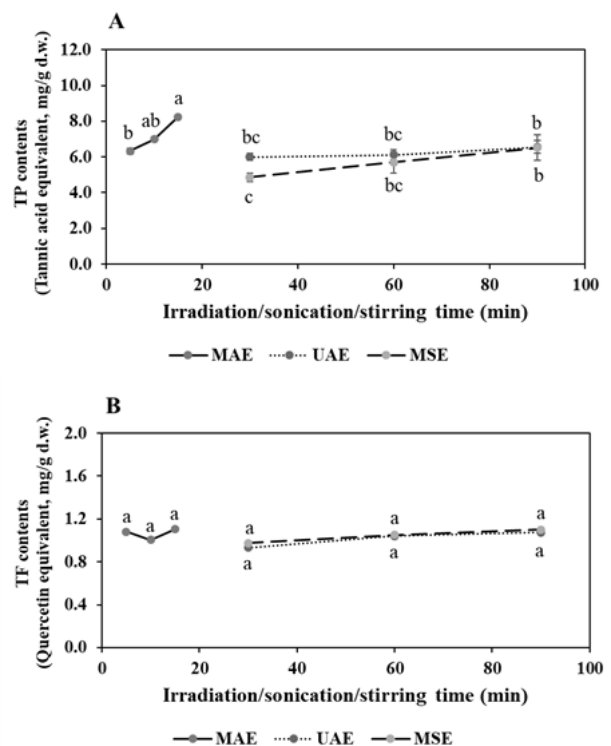 A
TP contents
(Tannic acid equivalent, mg/g d.w.)
12.0
10.0
8.0
6.0
4.0
2.0
0.0
b
ab
a
bc
bc
b
c
bc
b
0
20
40
60
80
100
Irradiation/sonication/stirring time (min)
MAE
UAE
MSE
B
TF contents
(Quercetin equivalent, mg/g d.w.)
2.0
1.6
1.2
0.8
0.4
0.0
a
a
a
a
a
a
a
a
a
0
20
40
60
80
100
Irradiation/sonication/stirring time (min)
MAE
UAE
MSE